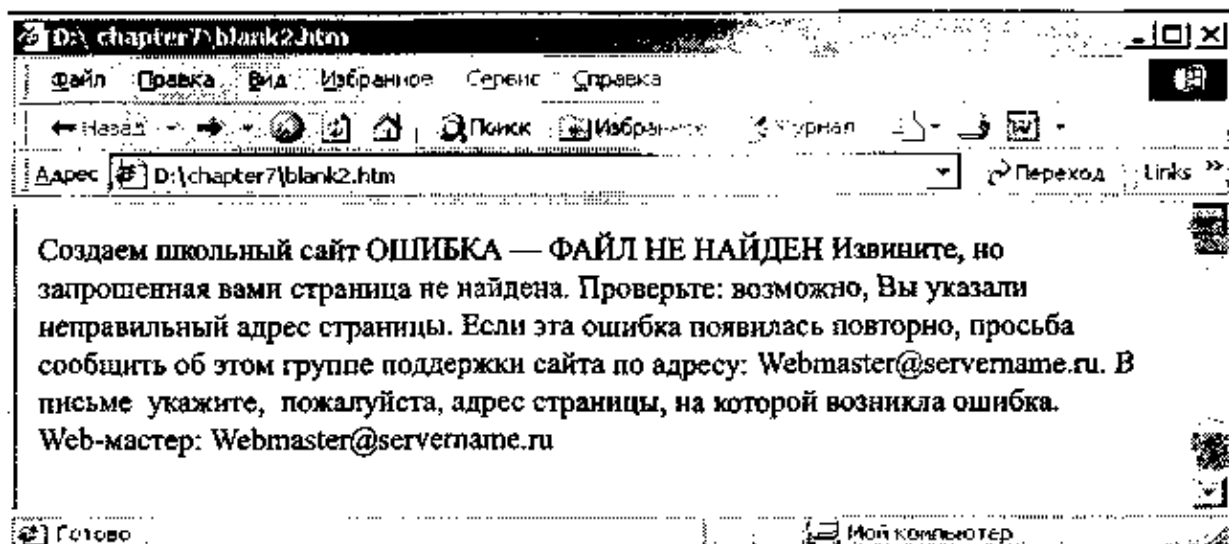 D:\ chapter7\blank2.htm
Файл Правка Вид Избранное Сервис Справка
Назад Поиск Избранное Журнал
Адрес D:\chapter7\blank2.htm Переход Links »
Создаем школьный сайт ОШИБКА — ФАЙЛ НЕ НАЙДЕН Извините, но
запрошенная вами страница не найдена. Проверьте: возможно, Вы указали
неправильный адрес страницы. Если эта ошибка появилась повторно, просьба
сообщить об этом группе поддержки сайта по адресу: Webmaster@servername.ru. В
письме укажите, пожалуйста, адрес страницы, на которой возникла ошибка.
Web-мастер: Webmaster@servername.ru
Готово Мой компьютер